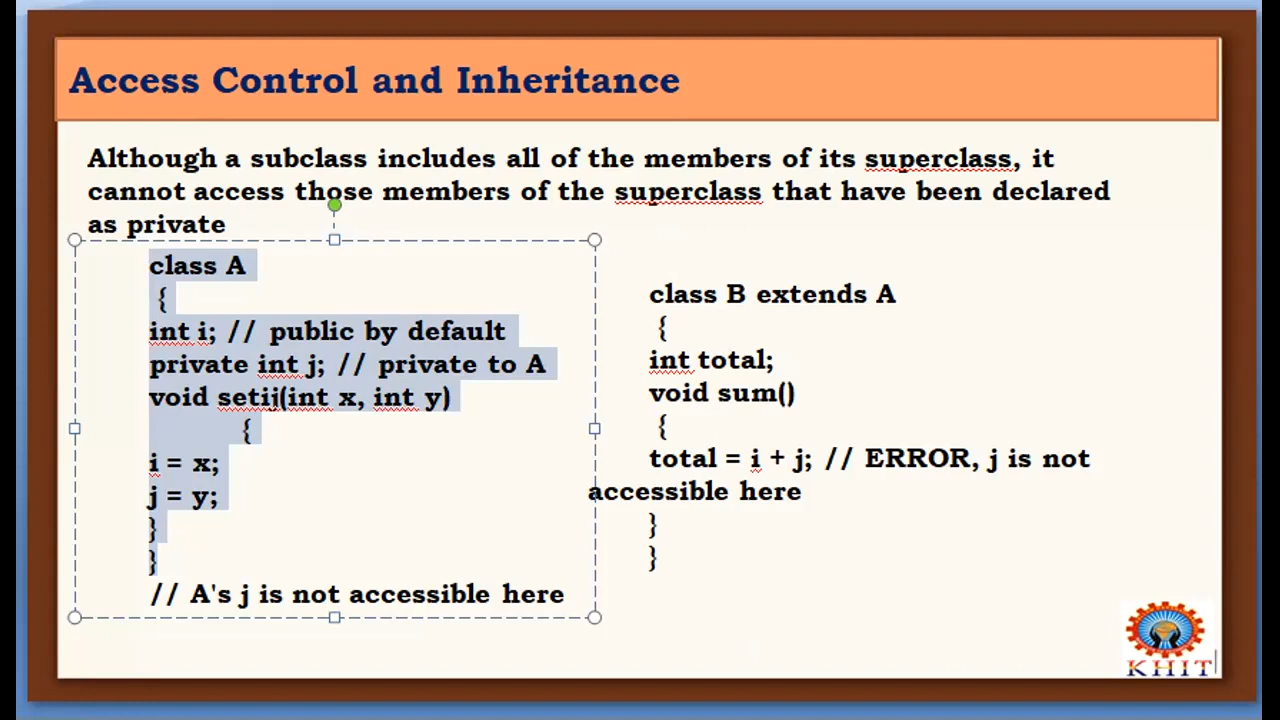 Access Control and Inheritance
Although a subclass includes all of the members of its superclass, it
cannot access those members of the superclass that have been declared
as private
class A
{
int i; // public by default
private int j; // private to A
void setij(int x, int y)
{
i = x;
j = y;
}
}
// A's j is not accessible here
class B extends A
{
int total;
void sum()
{
total = i + j; // ERROR, j is not
accessible here
}
}
KHIT